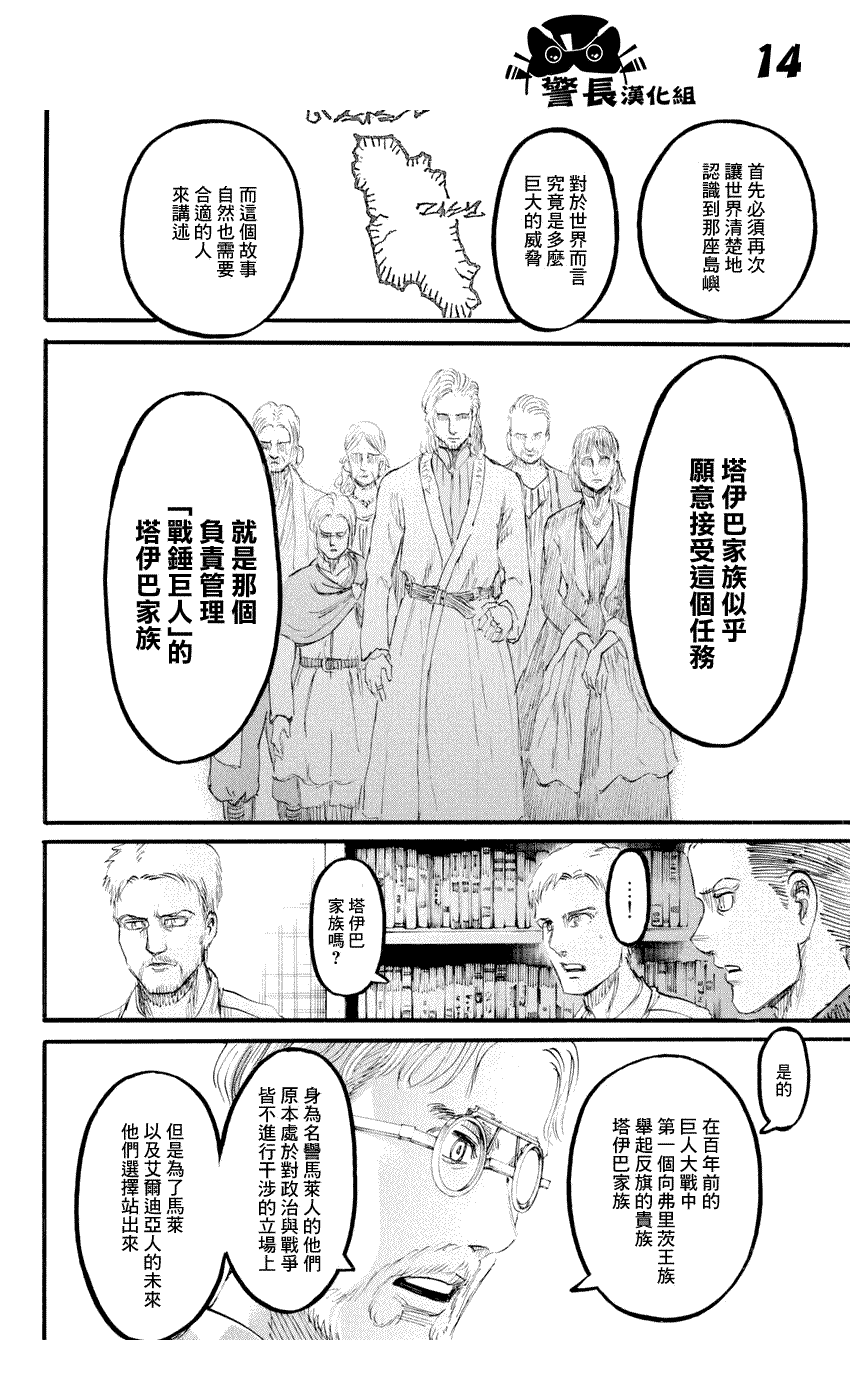 警長漢化組
14
首先必須再次
讓世界清楚地
認識到那座島嶼
對於世界而言
究竟是多麼
巨大的威脅
而這個故事
自然也需要
合適的人
來講述
塔伊巴家族似乎
願意接受這個任務
就是那個
負責管理
「戰錘巨人」的
塔伊巴家族
…！
塔伊巴
家族嗎？
是的
在百年前的
巨人大戰中
第一個向弗里茨王族
舉起反旗的貴族
塔伊巴家族
身為名譽馬萊人的他們
原本處於對政治與戰爭
皆不進行干涉的立場上
但是為了馬萊
以及艾爾迪亞人的未來
他們選擇站出來